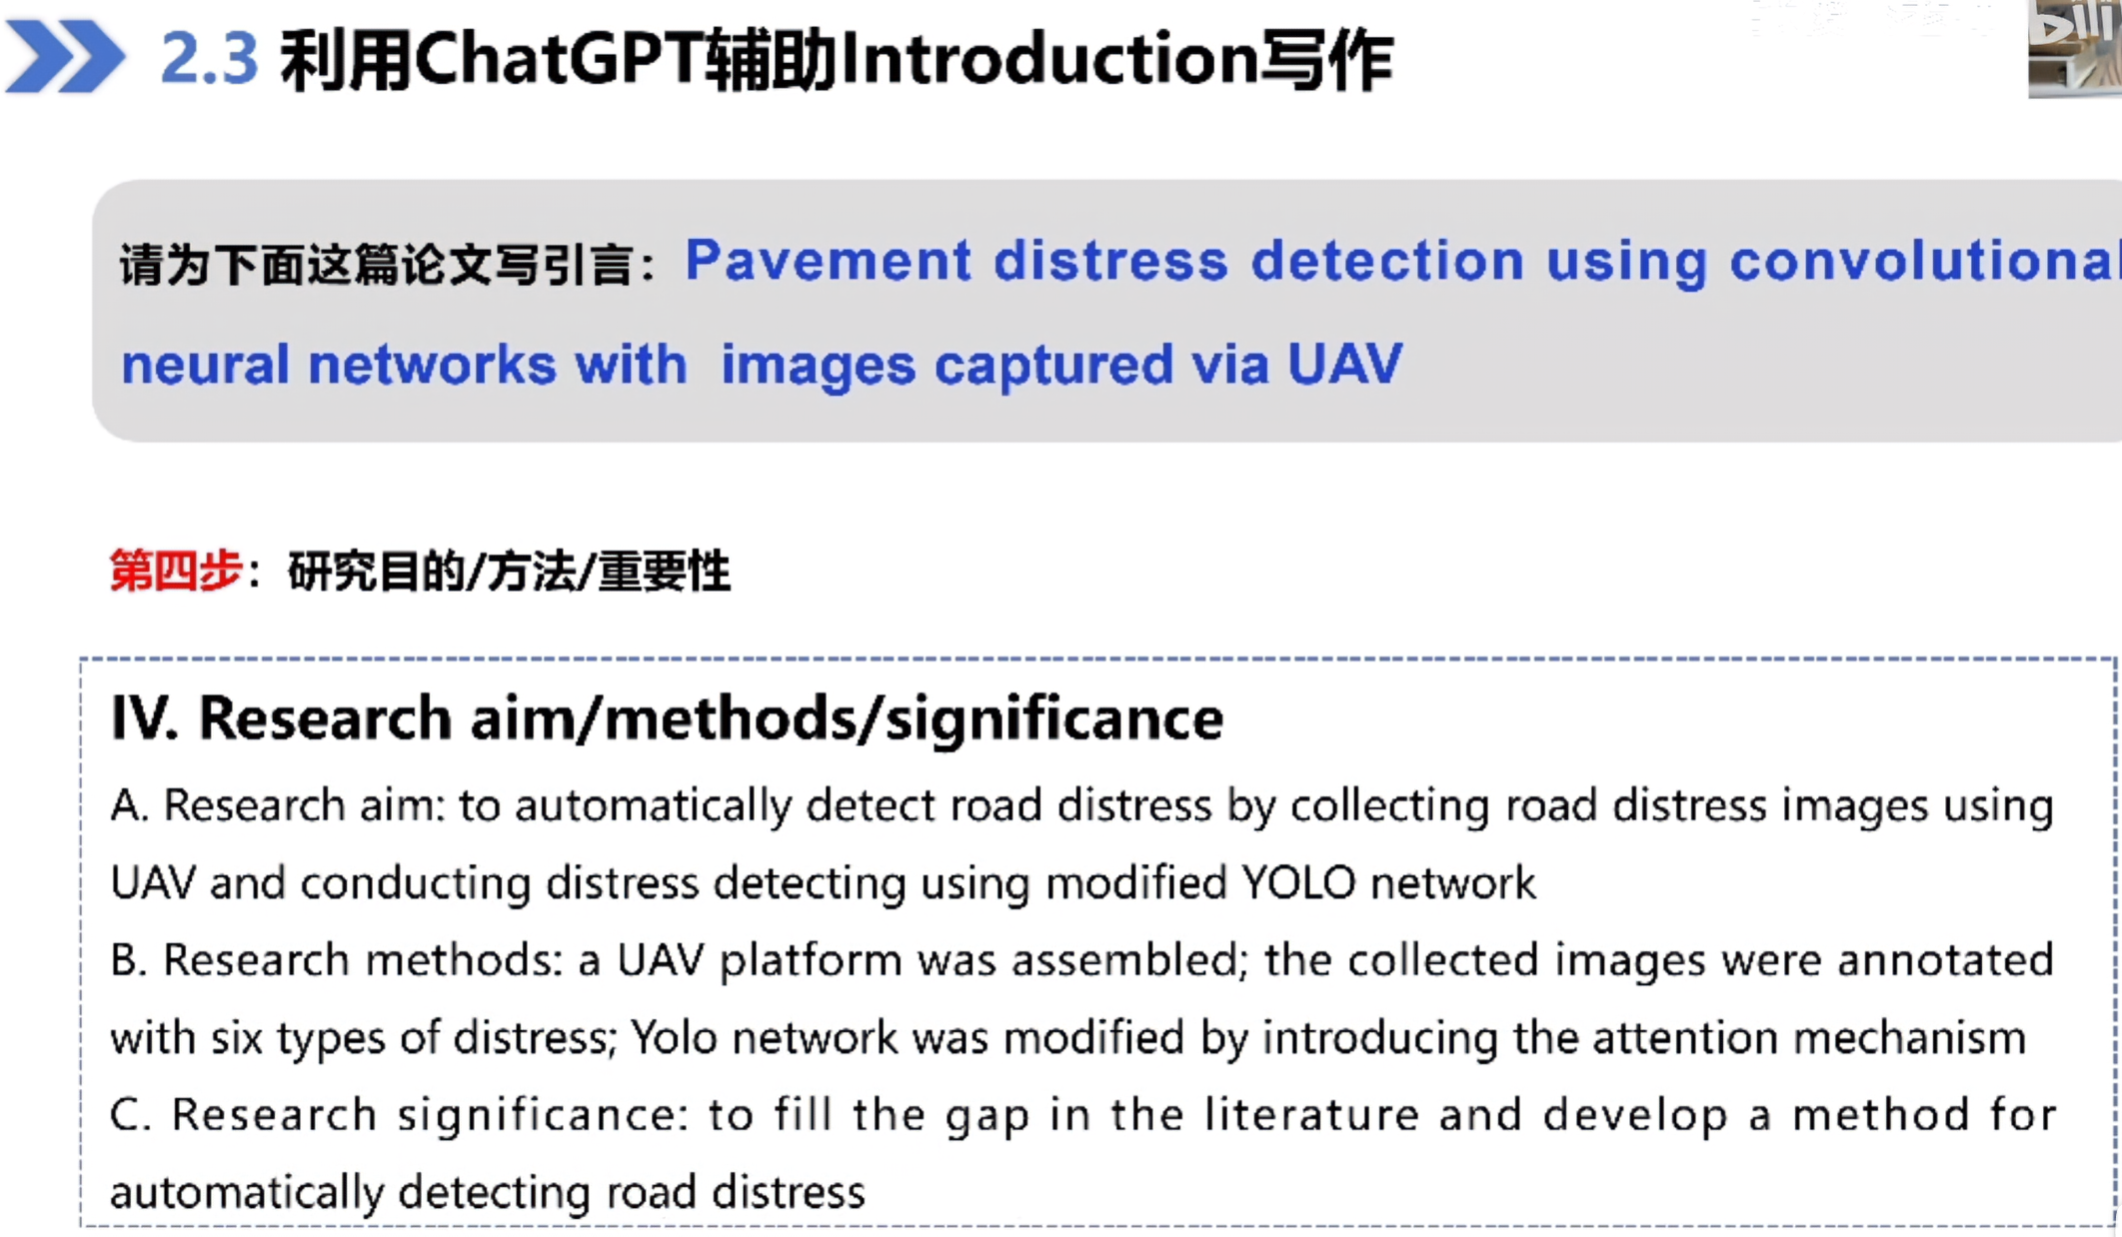 2.3 利用ChatGPT辅助Introduction写作
请为下面这篇论文写引言：Pavement distress detection using convolutional
neural networks with images captured via UAV
第四步：研究目的/方法/重要性
IV. Research aim/methods/significance
A. Research aim: to automatically detect road distress by collecting road distress images using
UAV and conducting distress detecting using modified YOLO network
B. Research methods: a UAV platform was assembled; the collected images were annotated
with six types of distress; Yolo network was modified by introducing the attention mechanism
C. Research significance: to fill the gap in the literature and develop a method for
automatically detecting road distress